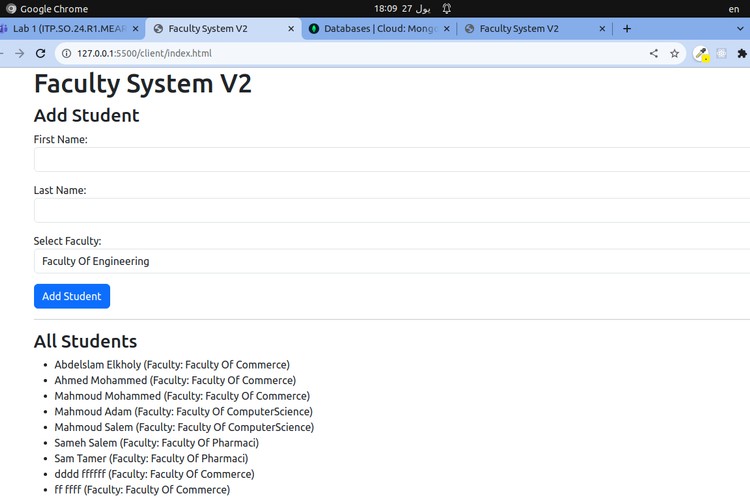 Google Chrome
18:09 27 يول
en
Lab 1 (ITP.SO.24.R1.MEAR
Faculty System V2
Databases | Cloud: Mong
Faculty System V2
127.0.0.1:5500/client/index.html
Faculty System V2
Add Student
First Name:
Last Name:
Select Faculty:
Faculty Of Engineering
Add Student
All Students
Abdelslam Elkholy (Faculty: Faculty Of Commerce)
Ahmed Mohammed (Faculty: Faculty Of Commerce)
Mahmoud Mohammed (Faculty: Faculty Of Commerce)
Mahmoud Adam (Faculty: Faculty Of ComputerScience)
Mahmoud Salem (Faculty: Faculty Of ComputerScience)
Sameh Salem (Faculty: Faculty Of Pharmaci)
Sam Tamer (Faculty: Faculty Of Pharmaci)
dddd ffffff (Faculty: Faculty Of Commerce)
ff ffff (Faculty: Faculty Of Commerce)